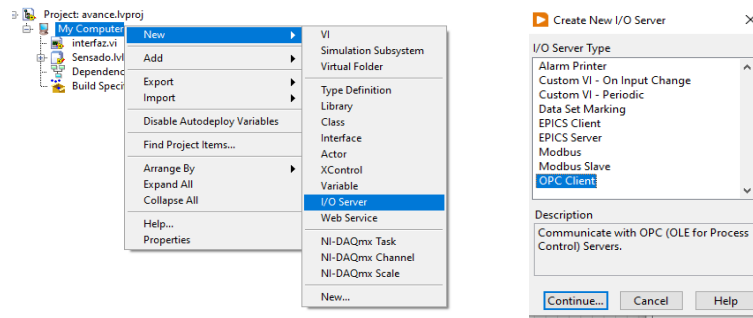 Project: avance.lvproj
My Computer
interfaz.vi
Sensado.lvl
Dependenc
Build Specif
New
Add
Export
Import
Disable Autodeploy Variables
Find Project Items...
Arrange By
Expand All
Collapse All
Help...
Properties
VI
Simulation Subsystem
Virtual Folder
Type Definition
Library
Class
Interface
Actor
XControl
Variable
I/O Server
Web Service
NI-DAQmx Task
NI-DAQmx Channel
NI-DAQmx Scale
New...
Create New I/O Server
I/O Server Type
Alarm Printer
Custom VI - On Input Change
Custom VI - Periodic
Data Set Marking
EPICS Client
EPICS Server
Modbus
Modbus Slave
OPC Client
Description
Communicate with OPC (OLE for Process
Control) Servers.
Continue... Cancel Help